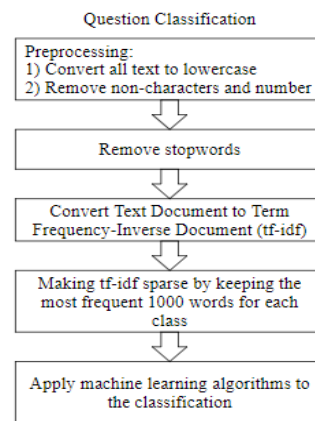 Question Classification
Preprocessing:
1) Convert all text to lowercase
2) Remove non-characters and number
Remove stopwords
Convert Text Document to Term
Frequency-Inverse Document (tf-idf)
Making tf-idf sparse by keeping the
most frequent 1000 words for each
class
Apply machine learning algorithms to
the classification